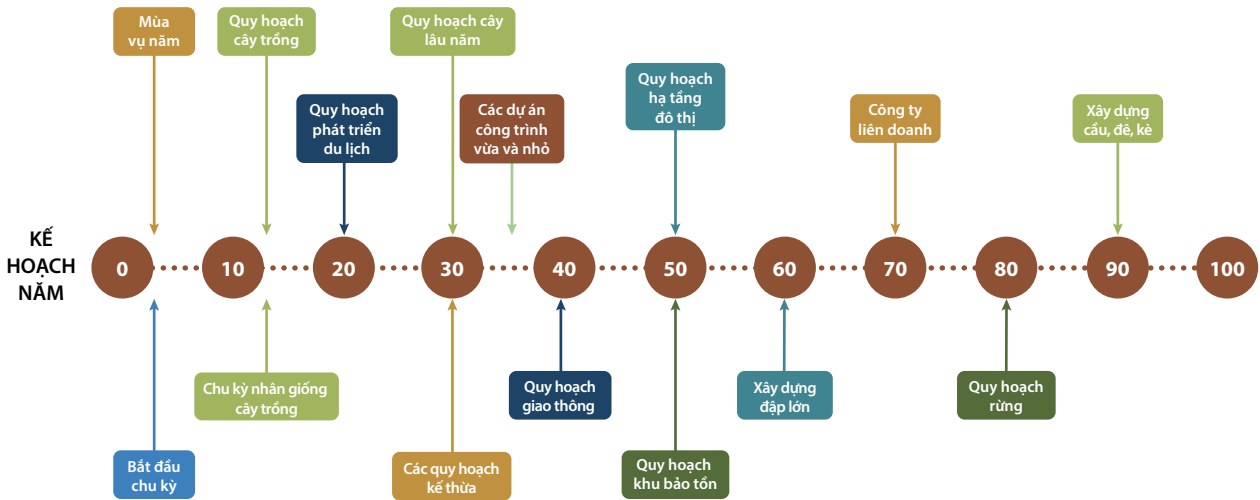 Mùa
vụ năm
Quy hoạch
cây trồng
Quy hoạch cây
lâu năm
Quy hoạch
phát triển
du lịch
Các dự án
công trình
vừa và nhỏ
Quy hoạch
hạ tầng
đô thị
Công ty
liên doanh
Xây dựng
cầu, đê, kè
KẾ
HOẠCH
NĂM
0
10
20
30
40
50
60
70
80
90
100
Chu kỳ nhân giống
cây trồng
Quy hoạch
giao thông
Xây dựng
đập lớn
Quy hoạch
rừng
Bắt đầu
chu kỳ
Các quy hoạch
kế thừa
Quy hoạch
khu bảo tồn